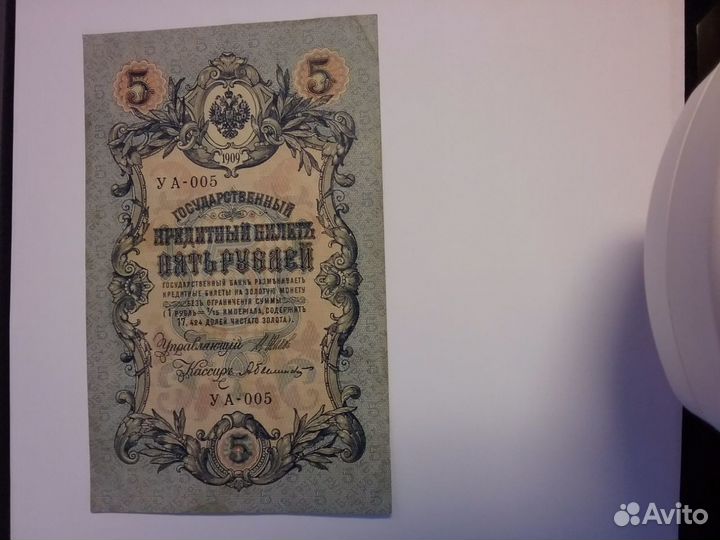 5 5
1909
УА-005
ГОСУДАРСТВЕННЫЙ
КРЕДИТНЫЙ БИЛЕТЪ
ПЯТЬ РУБЛЕЙ
ГОСУДАРСТВЕННЫЙ БАНКЪ РАЗМѢНИВАЕТЪ
КРЕДИТНЫЕ БИЛЕТЫ НА ЗОЛОТУЮ МОНЕТУ
БЕЗЪ ОГРАНИЧЕНІЯ СУММЫ
(1 РУБЛЬ = 1/15 ИМПЕРІАЛА, СОДЕРЖИТЪ
17,424 ДОЛЕЙ ЧИСТАГО ЗОЛОТА).
Управляющій
Кассиръ
УА-005
5
Avito